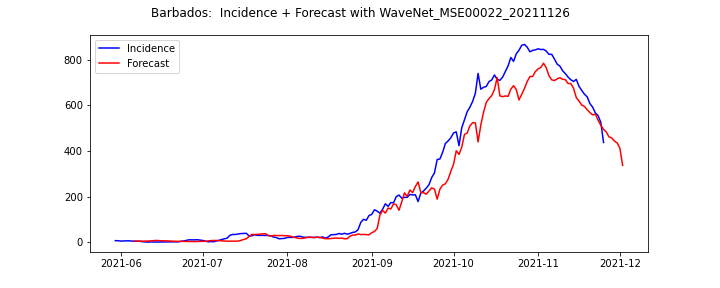 Barbados:  Incidence + Forecast with WaveNet_MSE00022_20211126
Incidence
Forecast
800
600
400
200
0
2021-06 2021-07 2021-08 2021-09 2021-10 2021-11 2021-12